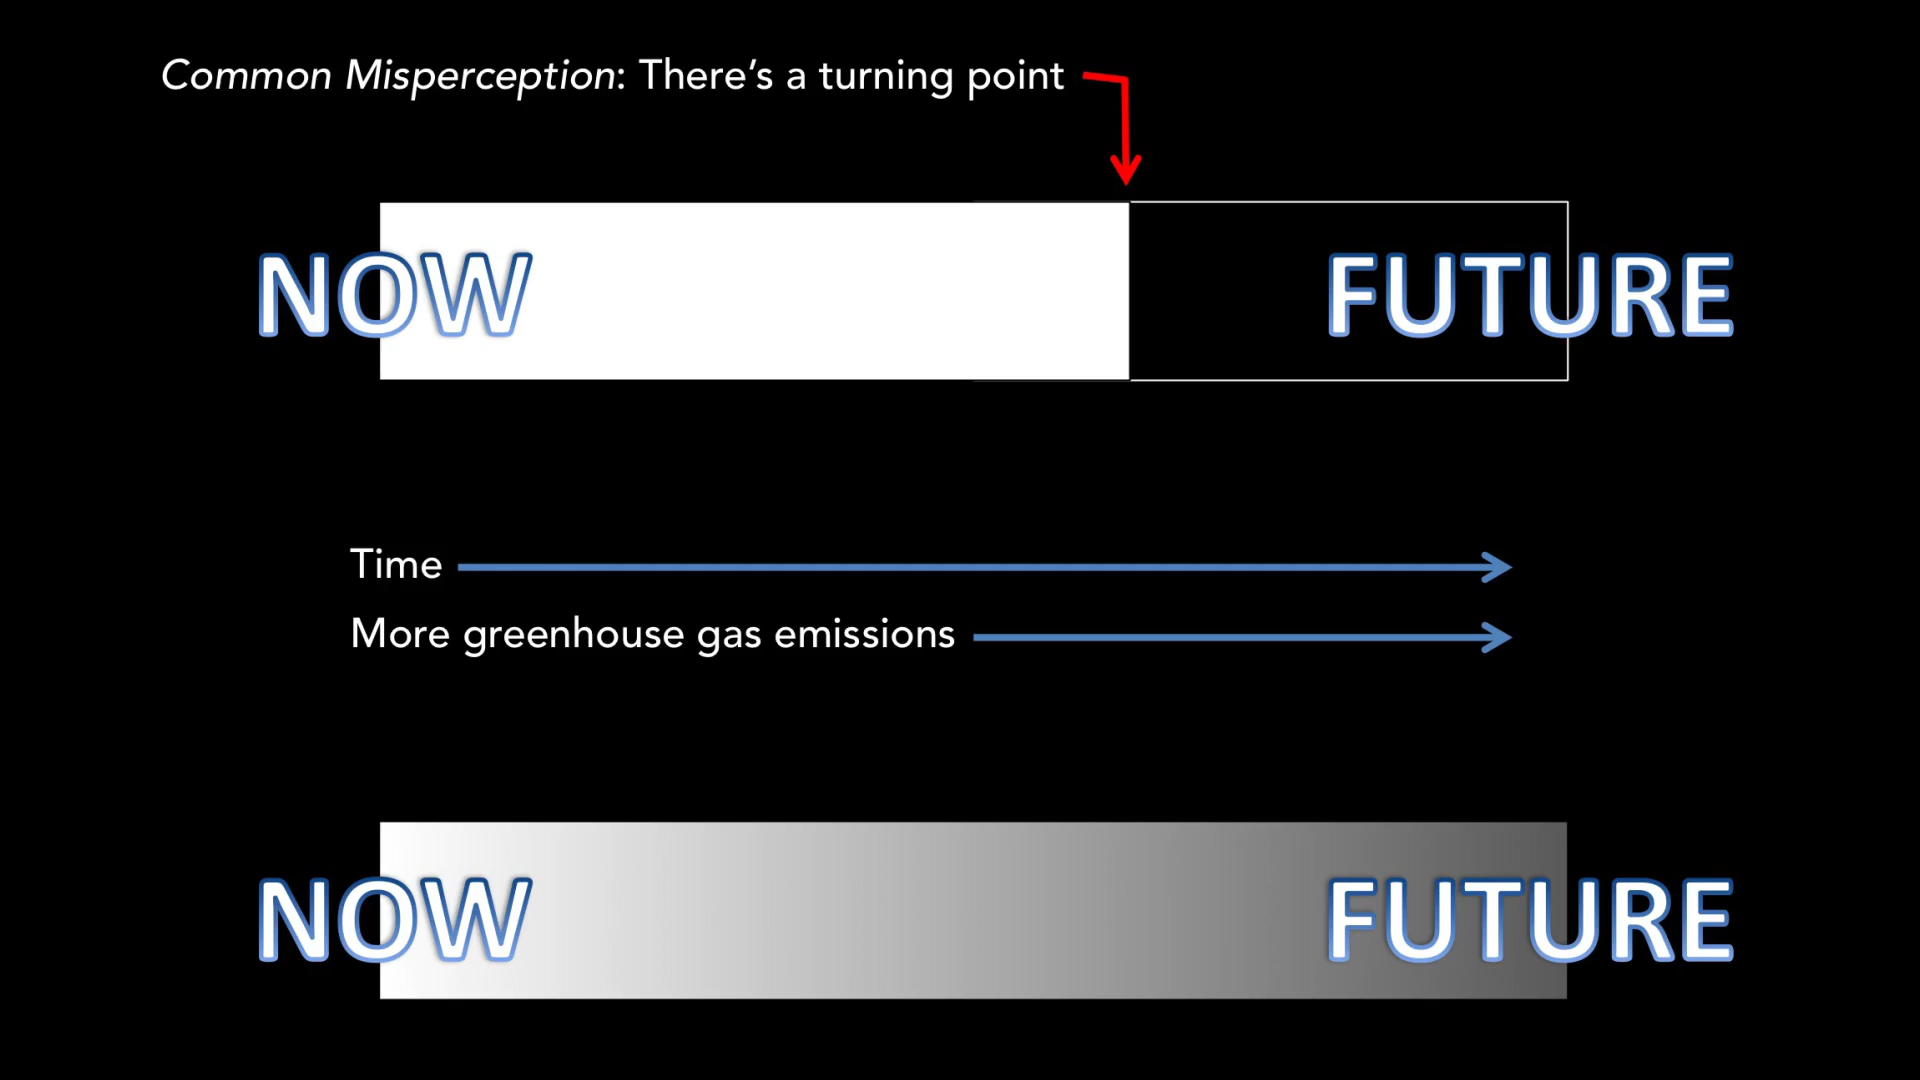 Common Misperception: There’s a turning point
NOW FUTURE
Time
More greenhouse gas emissions
NOW FUTURE